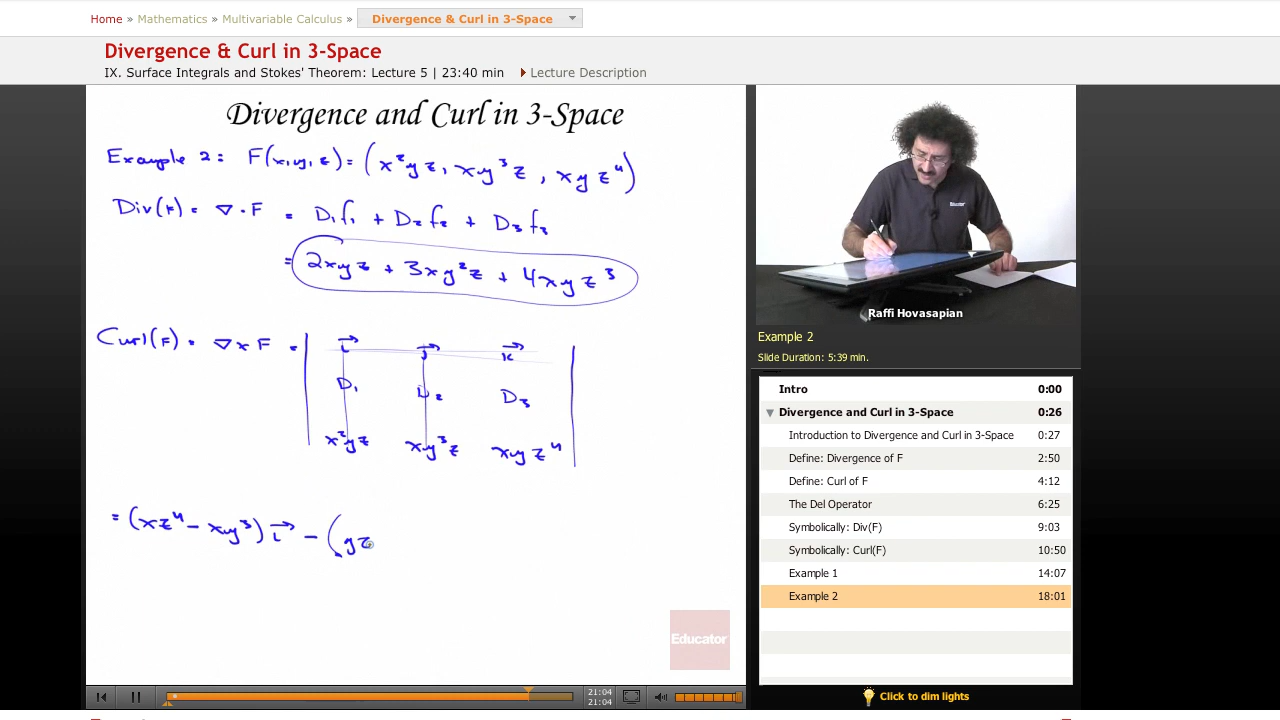 Home » Mathematics » Multivariable Calculus » Divergence & Curl in 3-Space
Divergence & Curl in 3-Space
IX. Surface Integrals and Stokes' Theorem: Lecture 5 | 23:40 min Lecture Description
Divergence and Curl in 3-Space
Example 2: F(x,y,z) = (x²yz, xy³z, xyz⁴)
Div(F) = ∇·F = D₁f₁ + D₂f₂ + D₃f₃
= 2xyz + 3xy²z + 4xyz³
Curl(F) = ∇×F =
i j k
D₁ D₂ D₃
x²yz xy³z xyz⁴
= (xz⁴ - xy³) i - (yz
Educator
21:04
21:04
Educator
Raffi Hovasapian
Example 2
Slide Duration: 5:39 min.
Intro 0:00
Divergence and Curl in 3-Space 0:26
Introduction to Divergence and Curl in 3-Space 0:27
Define: Divergence of F 2:50
Define: Curl of F 4:12
The Del Operator 6:25
Symbolically: Div(F) 9:03
Symbolically: Curl(F) 10:50
Example 1 14:07
Example 2 18:01
Click to dim lights